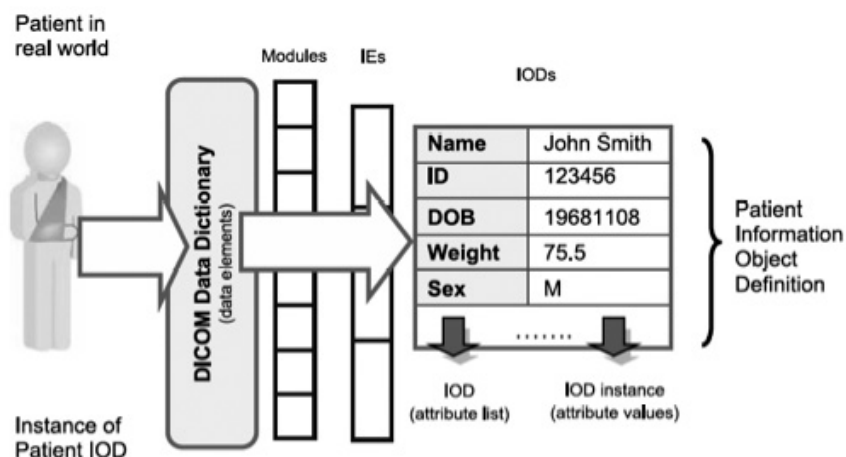 Patient in
real world
Modules
IEs
IODs
DICOM Data Dictionary
(data elements)
Name John Smith
ID 123456
DOB 19681108
Weight 75.5
Sex M
.......
Patient
Information
Object
Definition
IOD
(attribute list)
IOD instance
(attribute values)
Instance of
Patient IOD